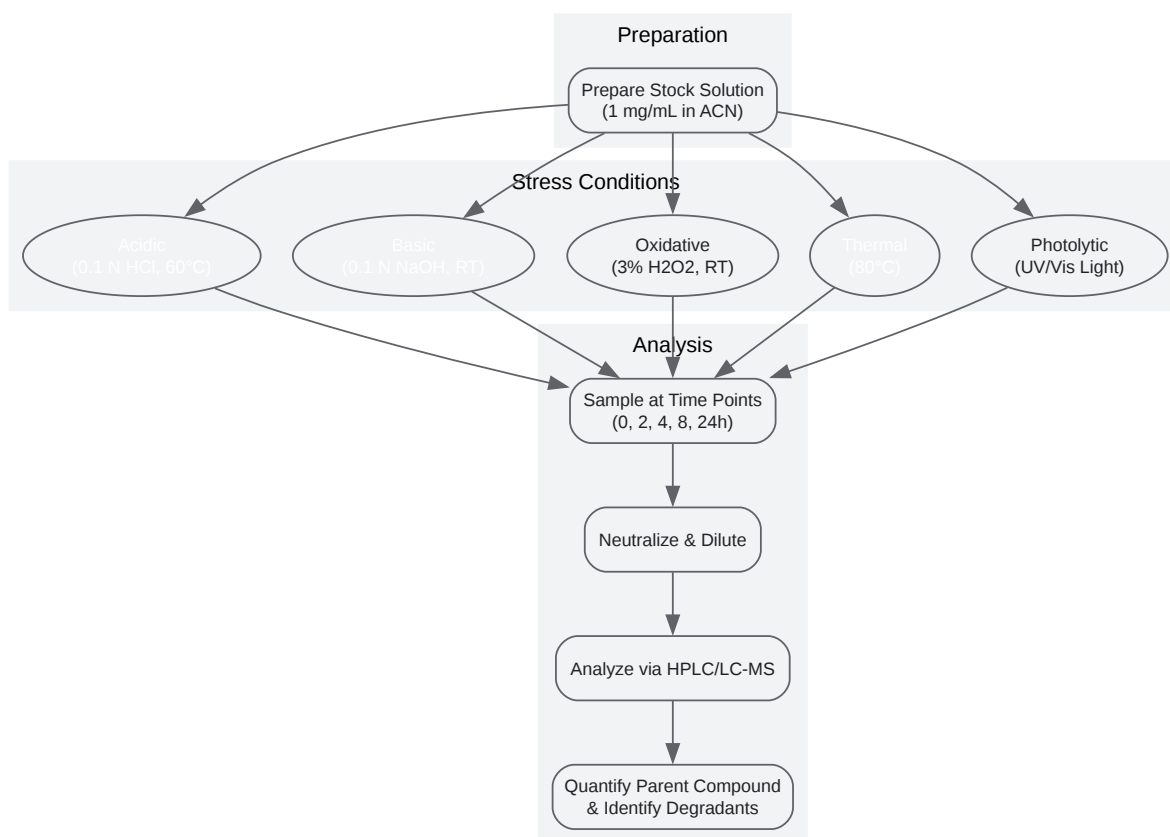 Preparation
Prepare Stock Solution
(1 mg/mL in ACN)
Stress Conditions
Acidic
(0.1 N HCl, 60°C)
Basic
(0.1 N NaOH, RT)
Oxidative
(3% H2O2, RT)
Thermal
(80°C)
Photolytic
(UV/Vis Light)
Analysis
Sample at Time Points
(0, 2, 4, 8, 24h)
Neutralize & Dilute
Analyze via HPLC/LC-MS
Quantify Parent Compound
& Identify Degradants